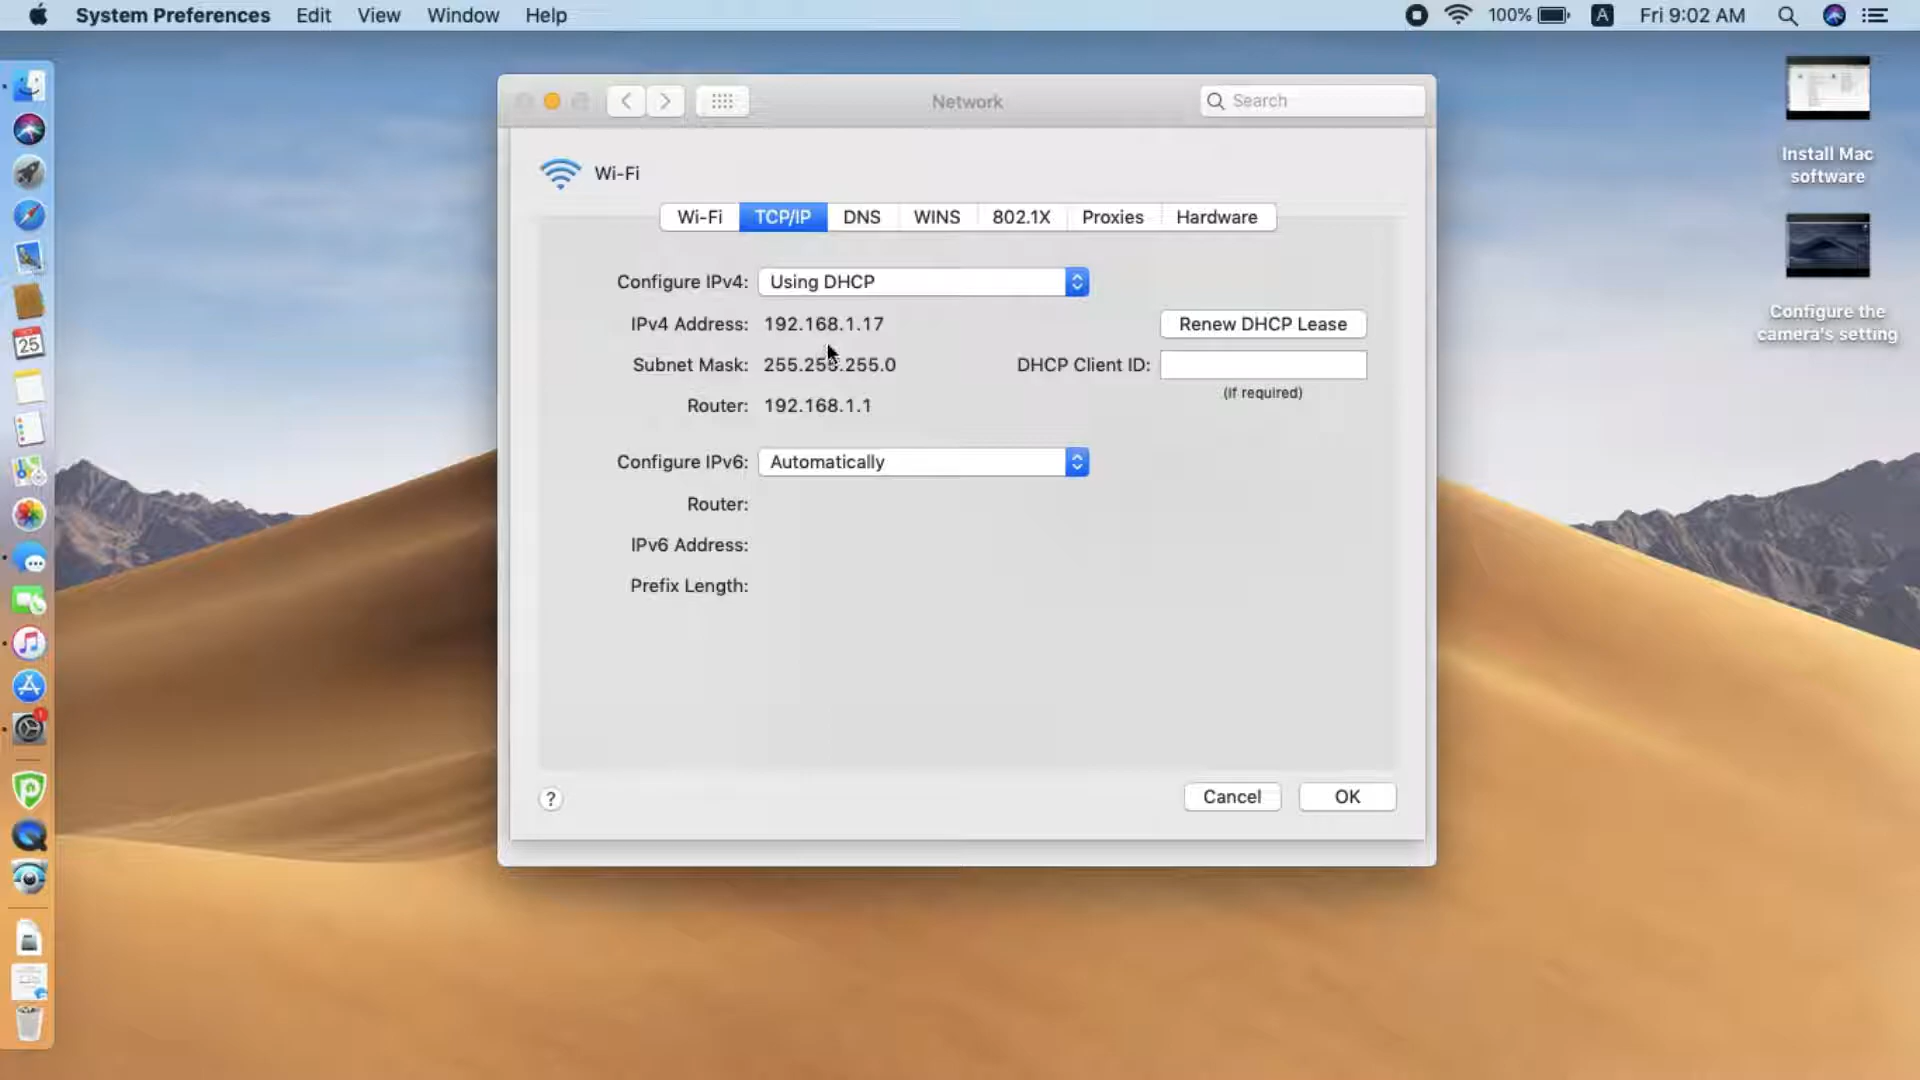 System Preferences Edit View Window Help 100% A Fri 9:02 AM
Network
Search
Install Mac
software
Wi-Fi
Wi-Fi TCP/IP DNS WINS 802.1X Proxies Hardware
Configure IPv4: Using DHCP
IPv4 Address: 192.168.1.17 Renew DHCP Lease
Subnet Mask: 255.255.255.0 DHCP Client ID:
(If required)
Router: 192.168.1.1
Configure the
camera's setting
Configure IPv6: Automatically
Router:
IPv6 Address:
Prefix Length:
? Cancel OK
25
1